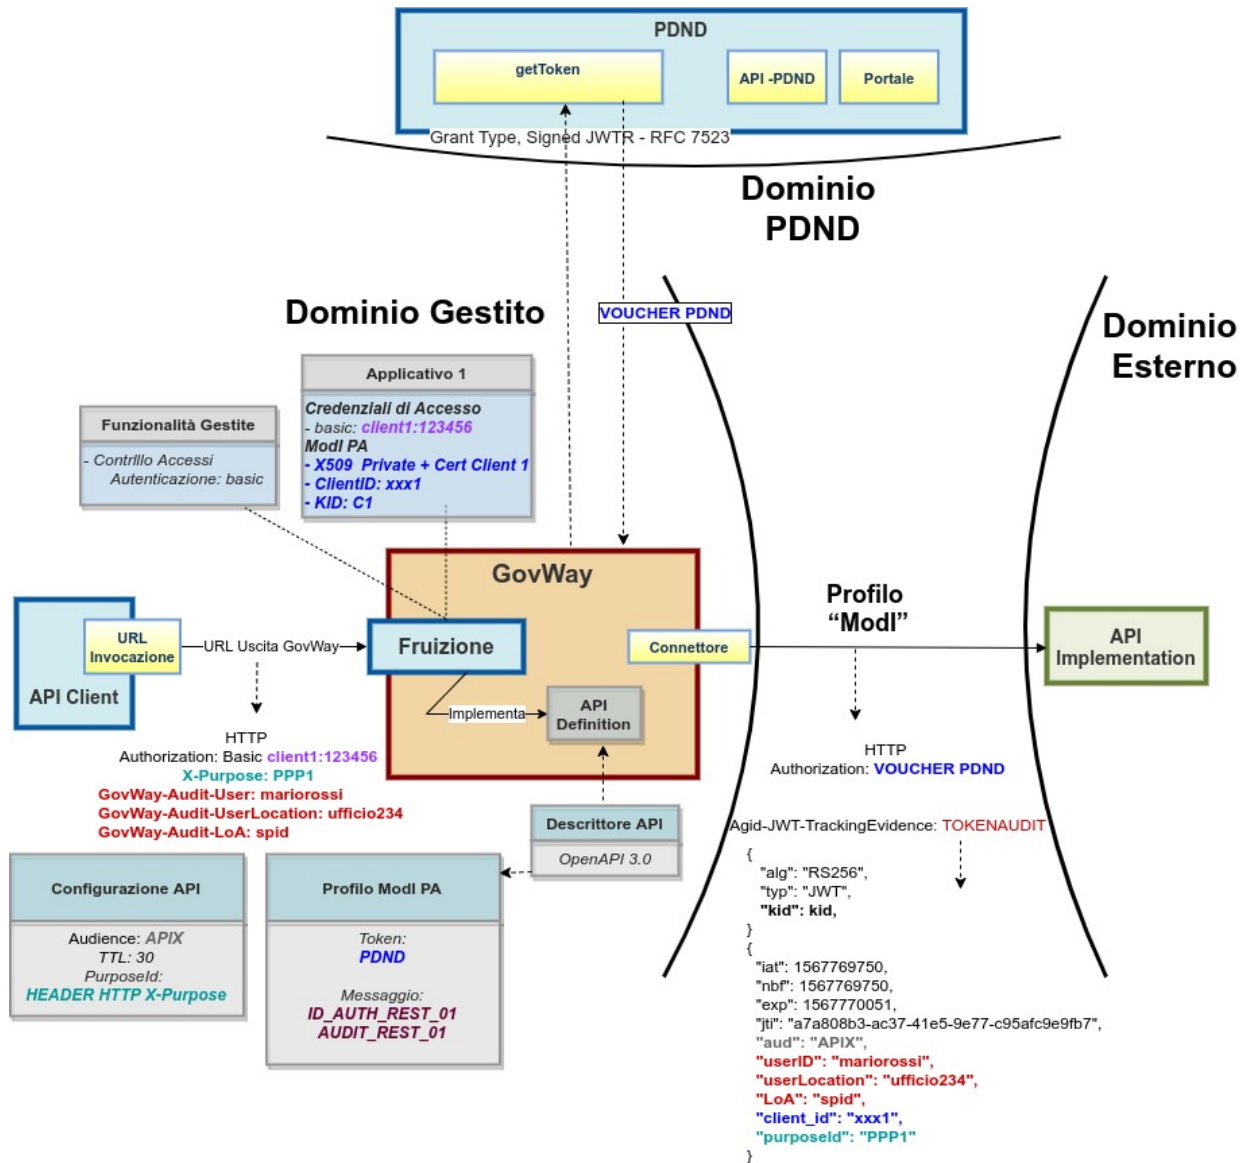 PDND
getToken
API -PDND
Portale
Grant Type, Signed JWTR - RFC 7523
Dominio
PDND
Dominio Gestito
VOUCHER PDND
Dominio
Esterno
Applicativo 1
Credenziali di Accesso
- basic: client1:123456
ModI PA
- X509  Private + Cert Client 1
- ClientID: xxx1
- KID: C1
Funzionalità Gestite
- Contrllo Accessi
Autenticazione: basic
GovWay
URL
Invocazione
API Client
URL Uscita GovWay
Fruizione
Connettore
Implementa
API
Definition
Profilo
“ModI”
API
Implementation
HTTP
Authorization: Basic client1:123456
X-Purpose: PPP1
GovWay-Audit-User: mariorossi
GovWay-Audit-UserLocation: ufficio234
GovWay-Audit-LoA: spid
HTTP
Authorization: VOUCHER PDND
Descrittore API
OpenAPI 3.0
Configurazione API
Audience: APIX
TTL: 30
PurposeId:
HEADER HTTP X-Purpose
Profilo ModI PA
Token:
PDND
Messaggio:
ID_AUTH_REST_01
AUDIT_REST_01
Agid-JWT-TrackingEvidence: TOKENAUDIT
{
"alg": "RS256",
"typ": "JWT",
"kid": kid,
}
{
"iat": 1567769750,
"nbf": 1567769750,
"exp": 1567770051,
"jti": "a7a808b3-ac37-41e5-9e77-c95afc9e9fb7",
"aud": "APIX",
"userID": "mariorossi",
"userLocation": "ufficio234",
"LoA": "spid",
"client_id": "xxx1",
"purposeId": "PPP1"
}